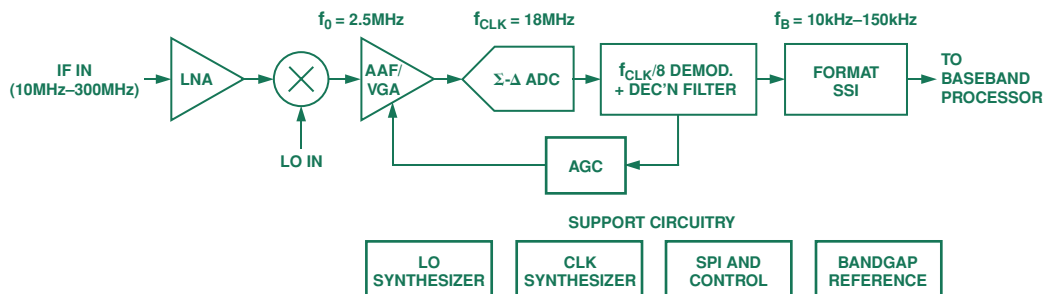 f0 = 2.5MHz
fCLK = 18MHz
fB = 10kHz–150kHz
IF IN
(10MHz–300MHz)
LNA
AAF/
VGA
Σ-Δ ADC
fCLK/8 DEMOD.
+ DEC'N FILTER
FORMAT
SSI
TO
BASEBAND
PROCESSOR
LO IN
AGC
SUPPORT CIRCUITRY
LO
SYNTHESIZER
CLK
SYNTHESIZER
SPI AND
CONTROL
BANDGAP
REFERENCE